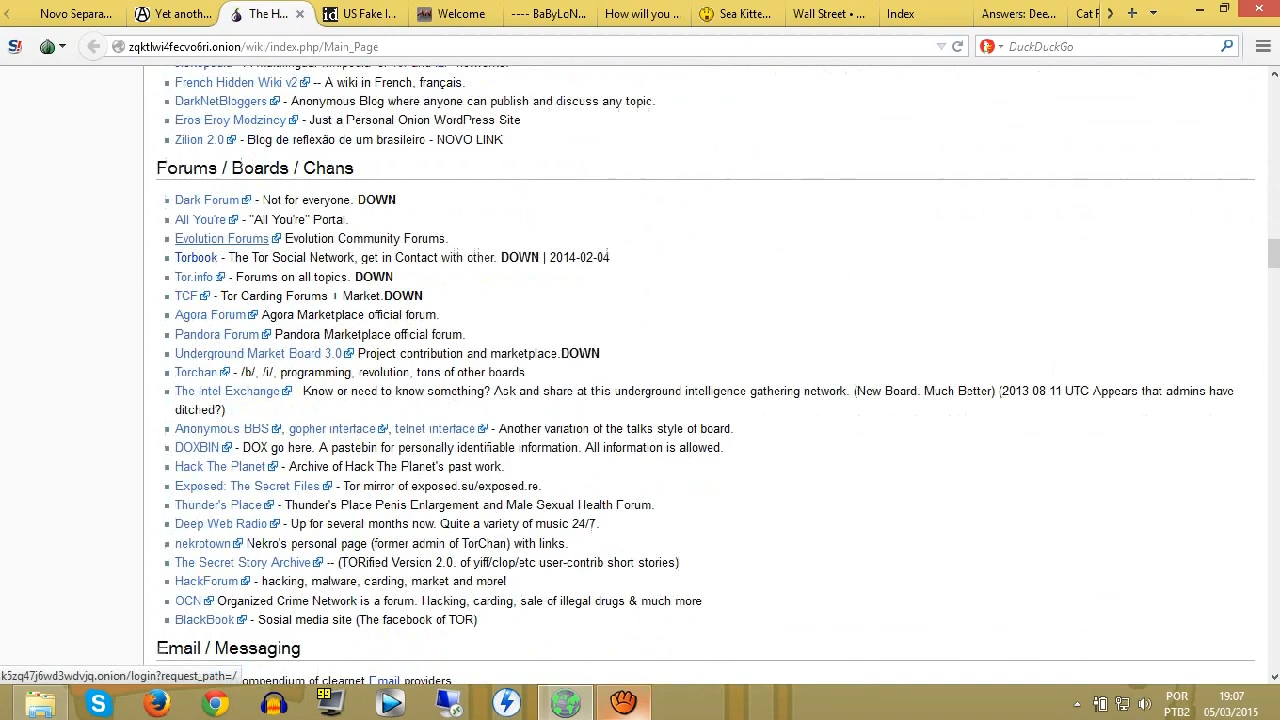 Novo Separa...
Yet anoth...
The H...
US Fake I...
Welcome
---- BaByLoN...
How will you ...
Sea Kitte...
Wall Street • ...
Index
Answers: Dee...
Cat F
zqktlwi4fecvo6ri.onion/wiki/index.php/Main_Page
DuckDuckGo
French Hidden Wiki v2 -- A wiki in French, français.
DarkNetBloggers - Anonymous Blog where anyone can publish and discuss any topic.
Eros Eroy Modzincy - Just a Personal Onion WordPress Site
Zilion 2.0 - Blog de reflexão de um brasileiro - NOVO LINK
Forums / Boards / Chans
Dark Forum - Not for everyone. DOWN
All You're - "All You're" Portal.
Evolution Forums Evolution Community Forums.
Torbook - The Tor Social Network, get in Contact with other. DOWN | 2014-02-04
Tor.info - Forums on all topics. DOWN
TCF - Tor Carding Forums + Market.DOWN
Agora Forum Agora Marketplace official forum.
Pandora Forum Pandora Marketplace official forum.
Underground Market Board 3.0 Project contribution and marketplace.DOWN
Torchan - /b/, /i/, programming, revolution, tons of other boards.
The Intel Exchange - Know or need to know something? Ask and share at this underground intelligence gathering network. (New Board. Much Better) (2013 08 11 UTC Appears that admins have
ditched?)
Anonymous BBS, gopher interface, telnet interface - Another variation of the talks style of board.
DOXBIN - DOX go here. A pastebin for personally identifiable information. All information is allowed.
Hack The Planet - Archive of Hack The Planet's past work.
Exposed: The Secret Files - Tor mirror of exposed.su/exposed.re.
Thunder's Place - Thunder's Place Penis Enlargement and Male Sexual Health Forum.
Deep Web Radio - Up for several months now. Quite a variety of music 24/7.
nekrotown Nekro's personal page (former admin of TorChan) with links.
The Secret Story Archive -- (TORified Version 2.0. of yiff/clop/etc user-contrib short stories)
HackForum - hacking, malware, carding, market and more!
OCN Organized Crime Network is a forum. Hacking, carding, sale of illegal drugs & much more
BlackBook - Sosial media site (The facebook of TOR)
Email / Messaging
k5zq47j6wd3wdvjq.onion/login?request_path=/
ompendium of clearnet Email providers
99
POR
PTB2
19:07
05/03/2015